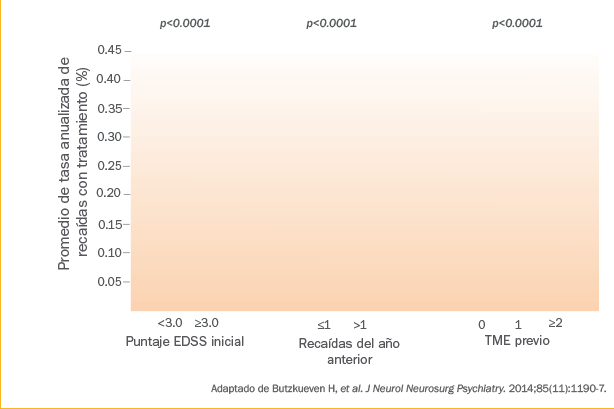 p<0.0001 p<0.0001 p<0.0001
Promedio de tasa anualizada de
recaídas con tratamiento (%)
0.45
0.40
0.35
0.30
0.25
0.20
0.15
0.10
0.05
<3.0 ≥3.0 ≤1 >1 0 1 ≥2
Puntaje EDSS inicial
Recaídas del año
anterior
TME previo
Adaptado de Butzkueven H, et al. J Neurol Neurosurg Psychiatry. 2014;85(11):1190-7.